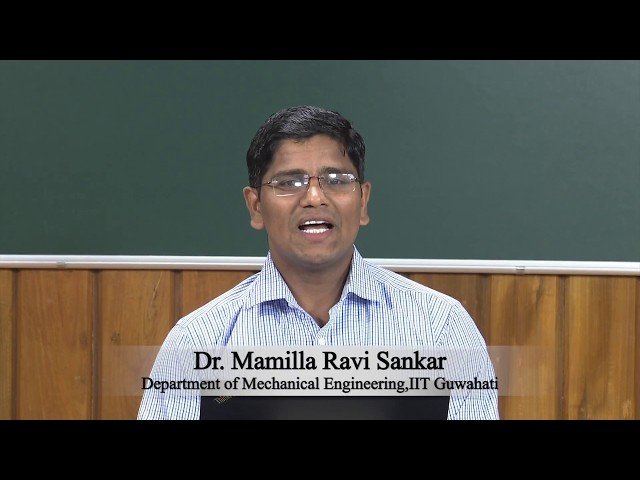 Dr. Mamilla Ravi Sankar
Department of Mechanical Engineering,IIT Guwahati